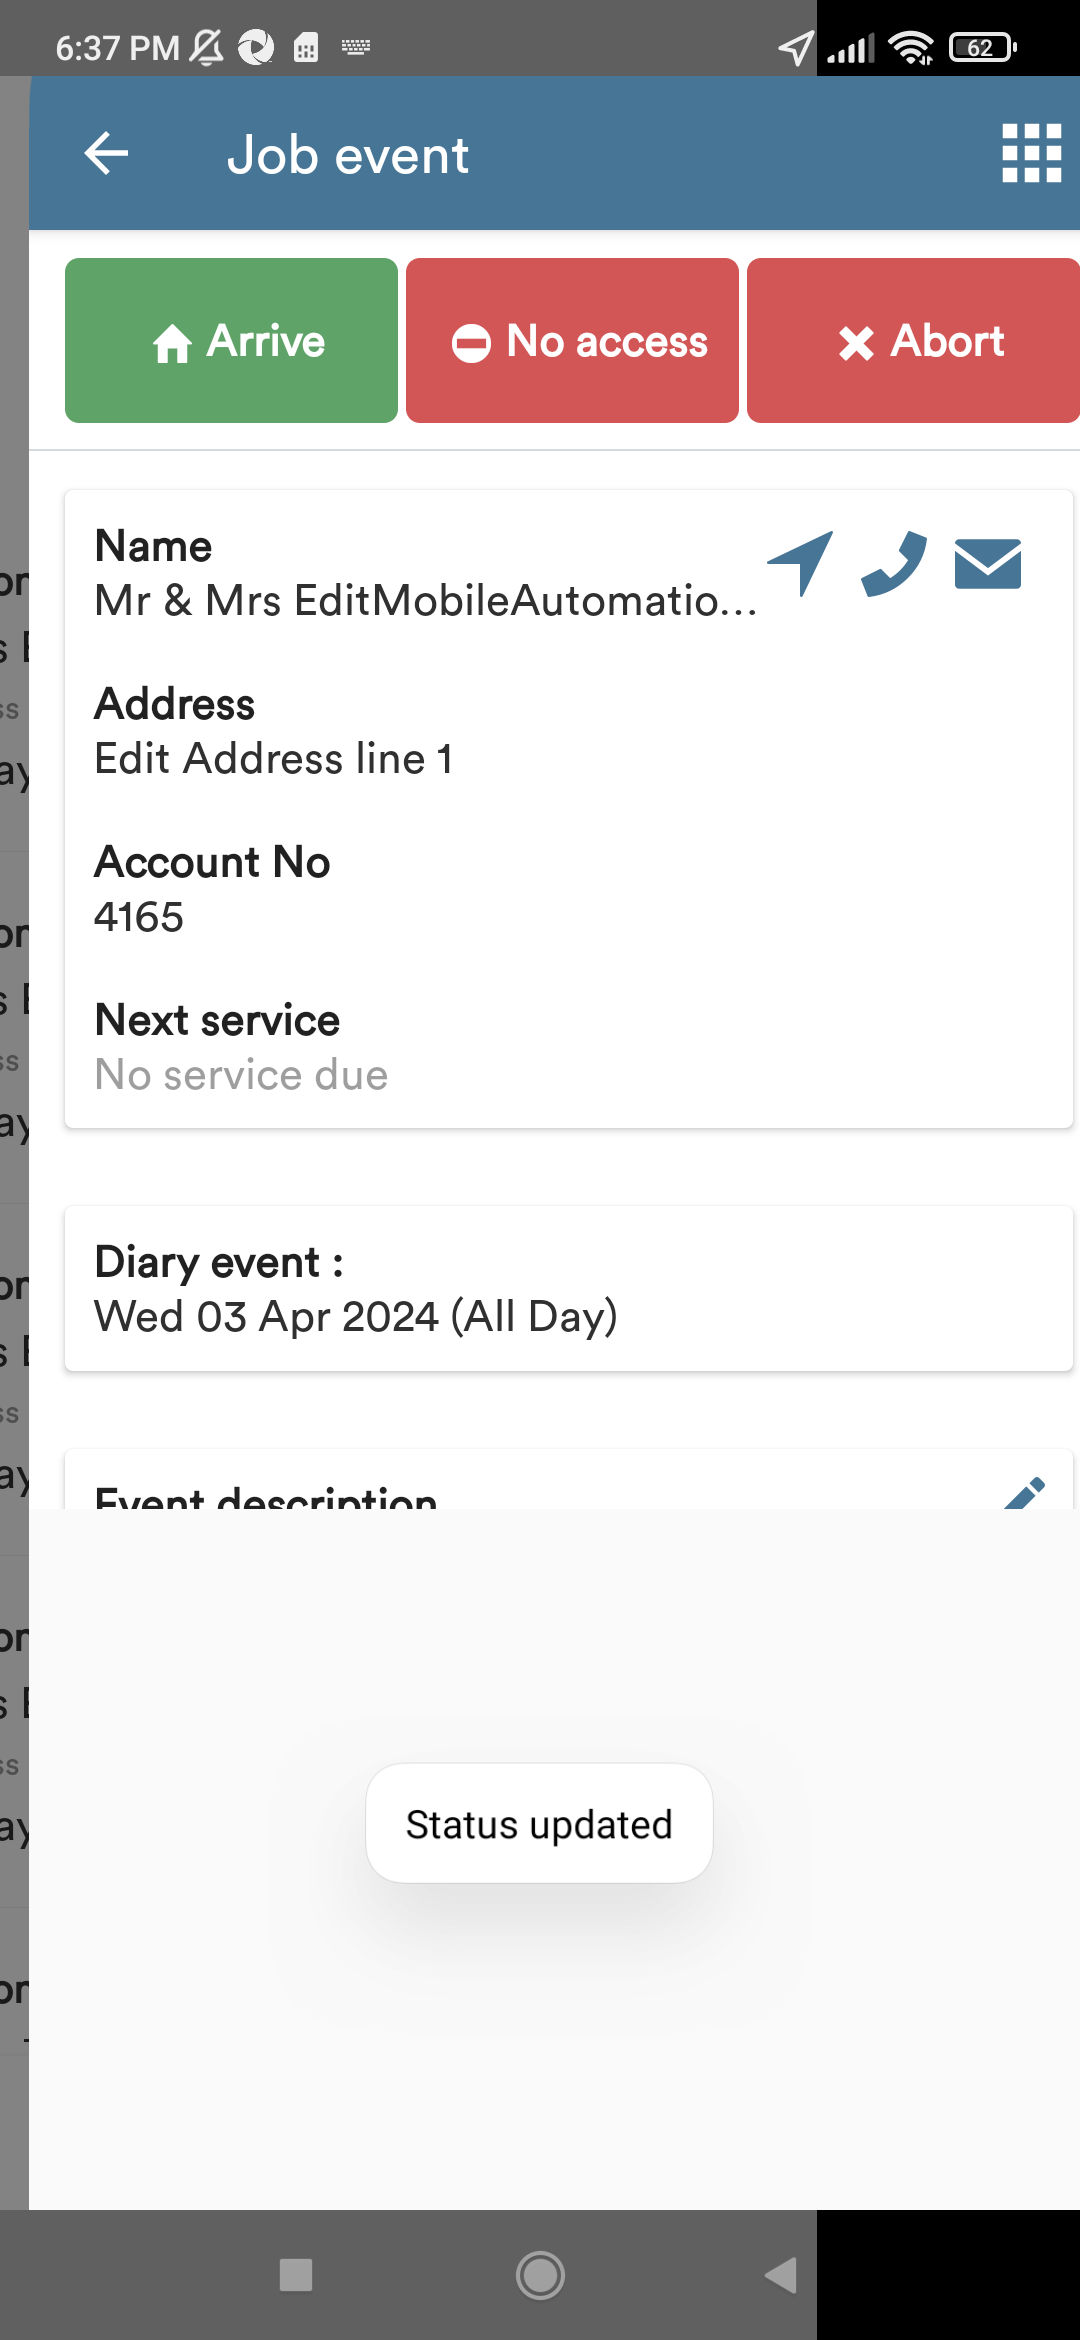 6:37 PM
62
Job event
Arrive
No access
Abort
Name
Mr & Mrs EditMobileAutomatio...
Address
Edit Address line 1
Account No
4165
Next service
No service due
Diary event :
Wed 03 Apr 2024 (All Day)
Event description
Status updated